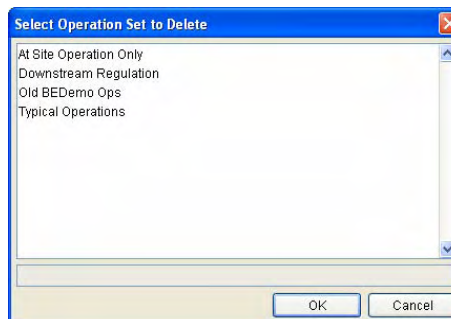 Select Operation Set to Delete
At Site Operation Only
Downstream Regulation
Old BEDemo Ops
Typical Operations
OK
Cancel